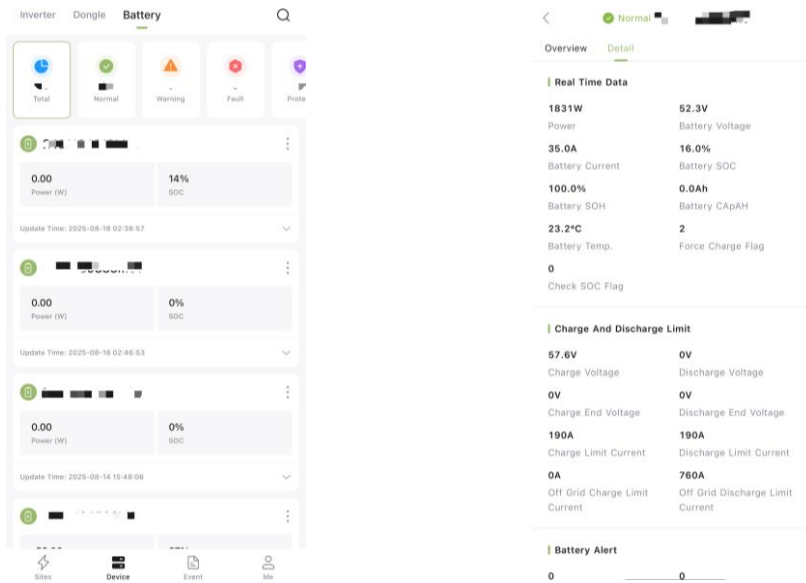 Inverter Dongle Battery
Total Normal Warning Fault Prote
0.00 14%
Power (W) SOC
Update Time: 2025-08-18 02:38:57
0.00 0%
Power (W) SOC
Update Time: 2025-08-18 02:46:53
0.00 0%
Power (W) SOC
Update Time: 2025-08-14 15:48:06
Sites Device Event Me
Normal
Overview Detail
Real Time Data
1831W 52.3V
Power Battery Voltage
35.0A 16.0%
Battery Current Battery SOC
100.0% 0.0Ah
Battery SOH Battery CApAH
23.2°C 2
Battery Temp. Force Charge Flag
0
Check SOC Flag
Charge And Discharge Limit
57.6V 0V
Charge Voltage Discharge Voltage
0V 0V
Charge End Voltage Discharge End Voltage
190A 190A
Charge Limit Current Discharge Limit Current
0A 760A
Off Grid Charge Limit Off Grid Discharge Limit
Current Current
Battery Alert
0 0